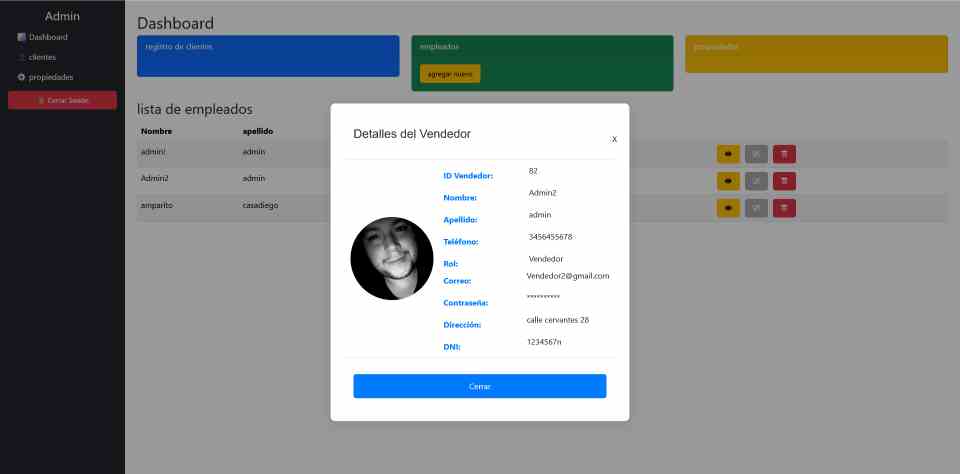 Admin
Dashboard
clientes
propiedades
Cerrar Sesión
Dashboard
registro de clientes
empleados
agregar nuevo
propiedades
lista de empleados
Nombre apellido
admin! admin
Admin2 admin
amparito casadiego
Detalles del Vendedor
X
ID Vendedor: 82
Nombre: Admin2
Apellido: admin
Teléfono: 3456455678
Rol: Vendedor
Correo: Vendedor2@gmail.com
Contraseña: **********
Dirección: calle cervantes 28
DNI: 1234567n
Cerrar